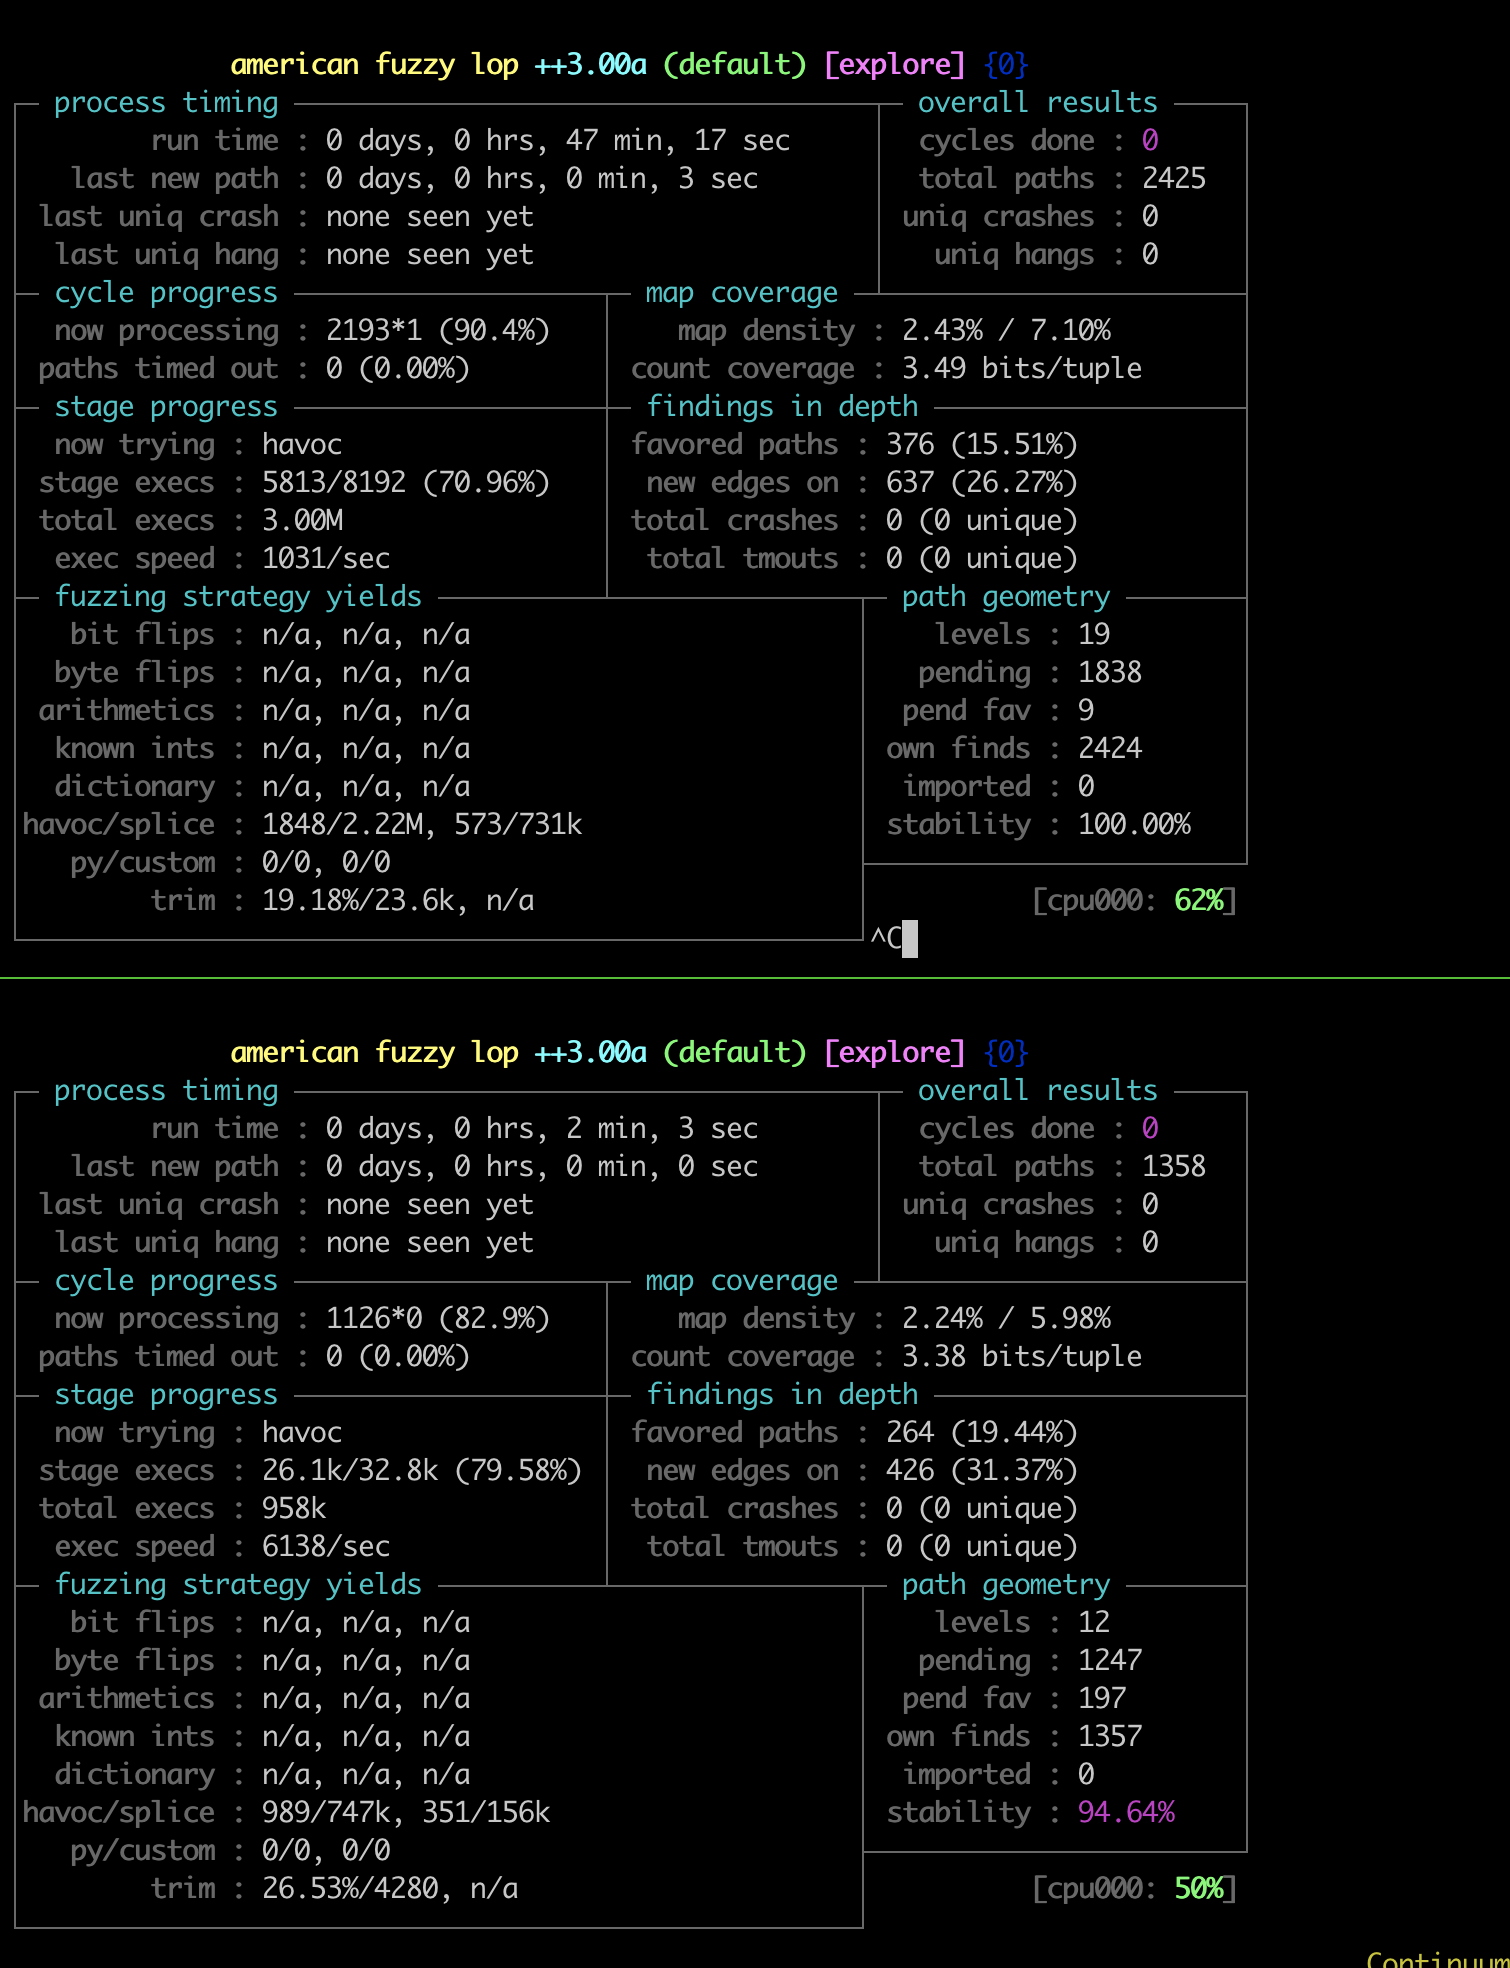 american fuzzy lop ++3.00a (default) [explore] {0}
process timing overall results
run time : 0 days, 0 hrs, 47 min, 17 sec cycles done : 0
last new path : 0 days, 0 hrs, 0 min, 3 sec total paths : 2425
last uniq crash : none seen yet uniq crashes : 0
last uniq hang : none seen yet uniq hangs : 0
cycle progress map coverage
now processing : 2193*1 (90.4%) map density : 2.43% / 7.10%
paths timed out : 0 (0.00%) count coverage : 3.49 bits/tuple
stage progress findings in depth
now trying : havoc favored paths : 376 (15.51%)
stage execs : 5813/8192 (70.96%) new edges on : 637 (26.27%)
total execs : 3.00M total crashes : 0 (0 unique)
exec speed : 1031/sec total tmouts : 0 (0 unique)
fuzzing strategy yields path geometry
bit flips : n/a, n/a, n/a levels : 19
byte flips : n/a, n/a, n/a pending : 1838
arithmetics : n/a, n/a, n/a pend fav : 9
known ints : n/a, n/a, n/a own finds : 2424
dictionary : n/a, n/a, n/a imported : 0
havoc/splice : 1848/2.22M, 573/731k stability : 100.00%
py/custom : 0/0, 0/0
trim : 19.18%/23.6k, n/a [cpu000: 62%]
^C
american fuzzy lop ++3.00a (default) [explore] {0}
process timing overall results
run time : 0 days, 0 hrs, 2 min, 3 sec cycles done : 0
last new path : 0 days, 0 hrs, 0 min, 0 sec total paths : 1358
last uniq crash : none seen yet uniq crashes : 0
last uniq hang : none seen yet uniq hangs : 0
cycle progress map coverage
now processing : 1126*0 (82.9%) map density : 2.24% / 5.98%
paths timed out : 0 (0.00%) count coverage : 3.38 bits/tuple
stage progress findings in depth
now trying : havoc favored paths : 264 (19.44%)
stage execs : 26.1k/32.8k (79.58%) new edges on : 426 (31.37%)
total execs : 958k total crashes : 0 (0 unique)
exec speed : 6138/sec total tmouts : 0 (0 unique)
fuzzing strategy yields path geometry
bit flips : n/a, n/a, n/a levels : 12
byte flips : n/a, n/a, n/a pending : 1247
arithmetics : n/a, n/a, n/a pend fav : 197
known ints : n/a, n/a, n/a own finds : 1357
dictionary : n/a, n/a, n/a imported : 0
havoc/splice : 989/747k, 351/156k stability : 94.64%
py/custom : 0/0, 0/0
trim : 26.53%/4280, n/a [cpu000: 50%]
Continuum